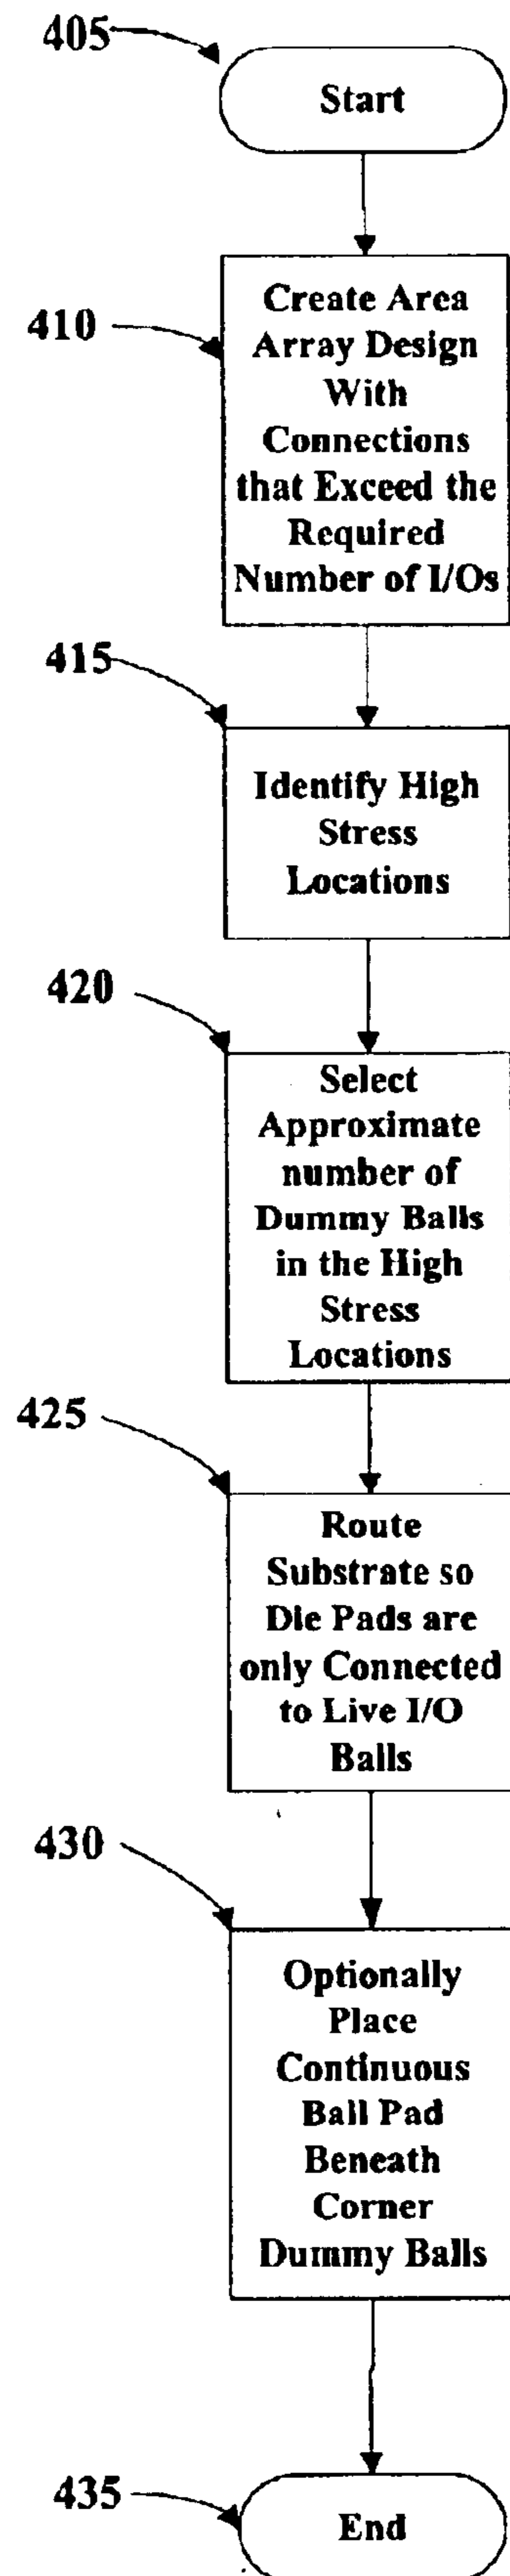 405
Start
410
Create Area
Array Design
With
Connections
that Exceed the
Required
Number of I/Os
415
Identify High
Stress
Locations
420
Select
Approximate
number of
Dummy Balls
in the High
Stress
Locations
425
Route
Substrate so
Die Pads are
only Connected
to Live I/O
Balls
430
Optionally
Place
Continuous
Ball Pad
Beneath
Corner
Dummy Balls
435
End